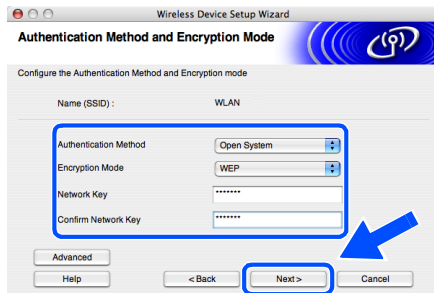 Wireless Device Setup Wizard
Authentication Method and Encryption Mode
Configure the Authentication Method and Encryption mode
Name (SSID) : WLAN
Authentication Method Open System
Encryption Mode WEP
Network Key *******
Confirm Network Key *******
Advanced
Help < Back Next > Cancel